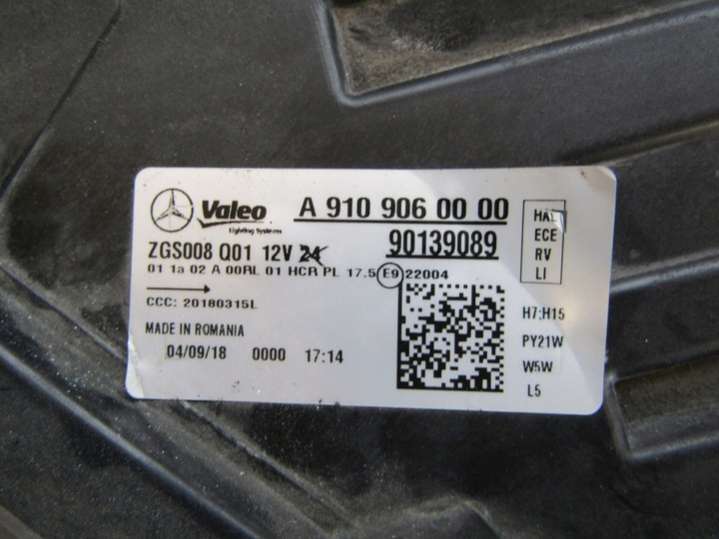 Valeo
Lighting Systems
A 910 906 00 00
ZGS008 Q01 12V 24
90139089
01 1a 02 A 00RL 01 HCR PL 17.5 E9 22004
CCC: 20180315L
MADE IN ROMANIA
04/09/18 0000 17:14
HAL
ECE
RV
LI
H7:H15
PY21W
W5W
L5